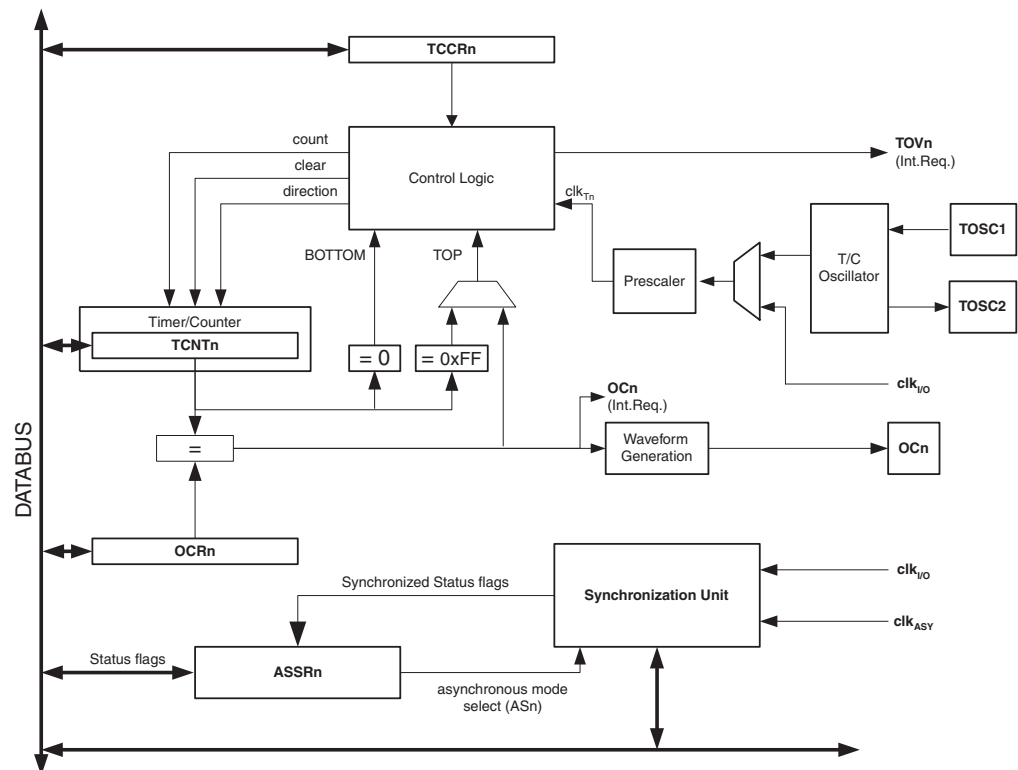 TCCRn
count
clear
direction
Control Logic
TOVn
(Int.Req.)
clkTn
BOTTOM
TOP
Prescaler
T/C
Oscillator
TOSC1
TOSC2
Timer/Counter
TCNTn
= 0
= 0xFF
clkI/O
OCn
(Int.Req.)
=
Waveform
Generation
OCn
DATABUS
OCRn
Synchronized Status flags
Synchronization Unit
clkI/O
clkASY
Status flags
ASSRn
asynchronous mode
select (ASn)